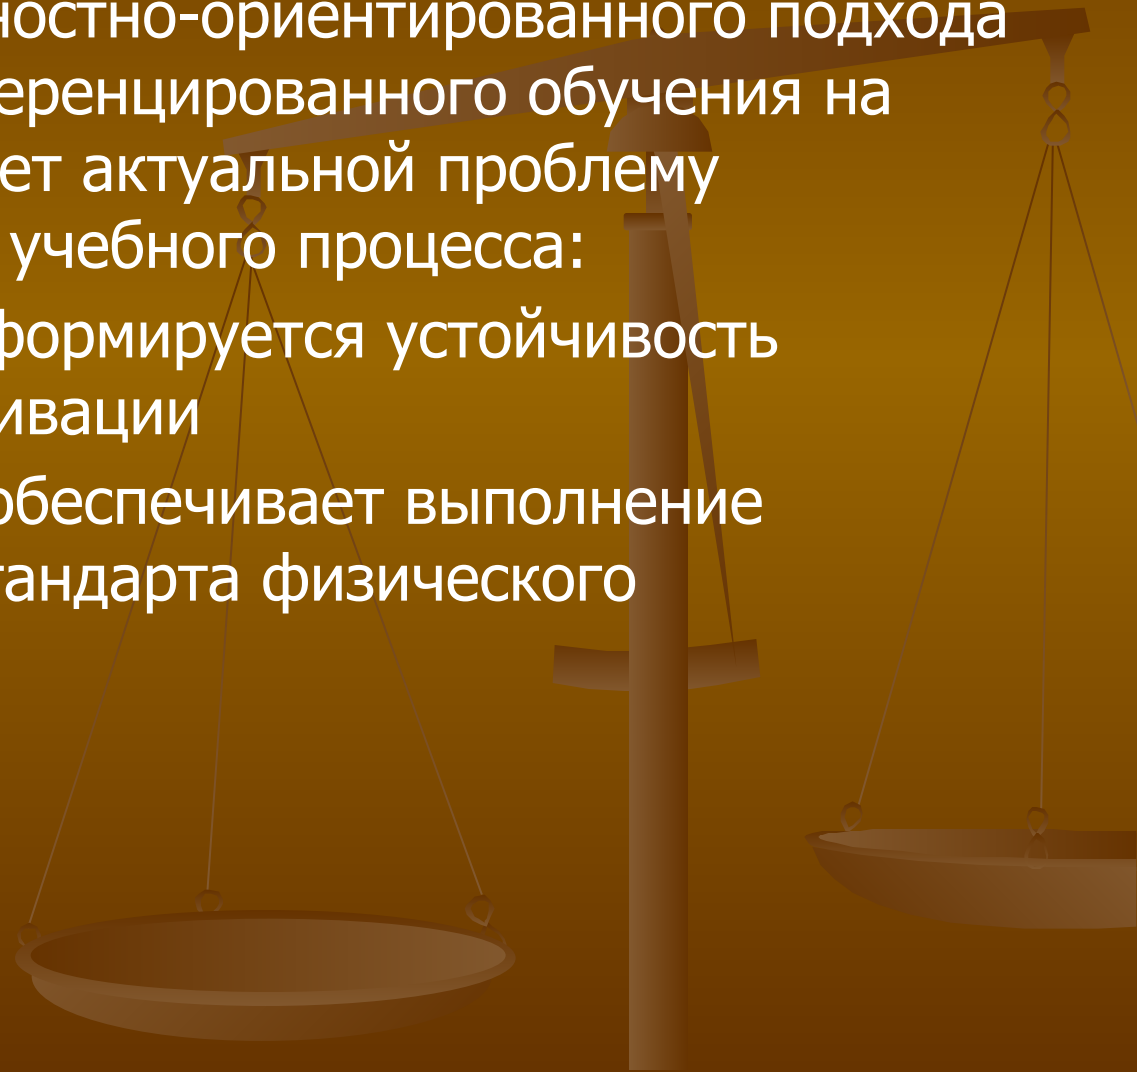 ностно-ориентированного подхода
еренцированного обучения на
ет актуальной проблему
учебного процесса:
формируется устойчивость
ивации
обеспечивает выполнение
тандарта физического